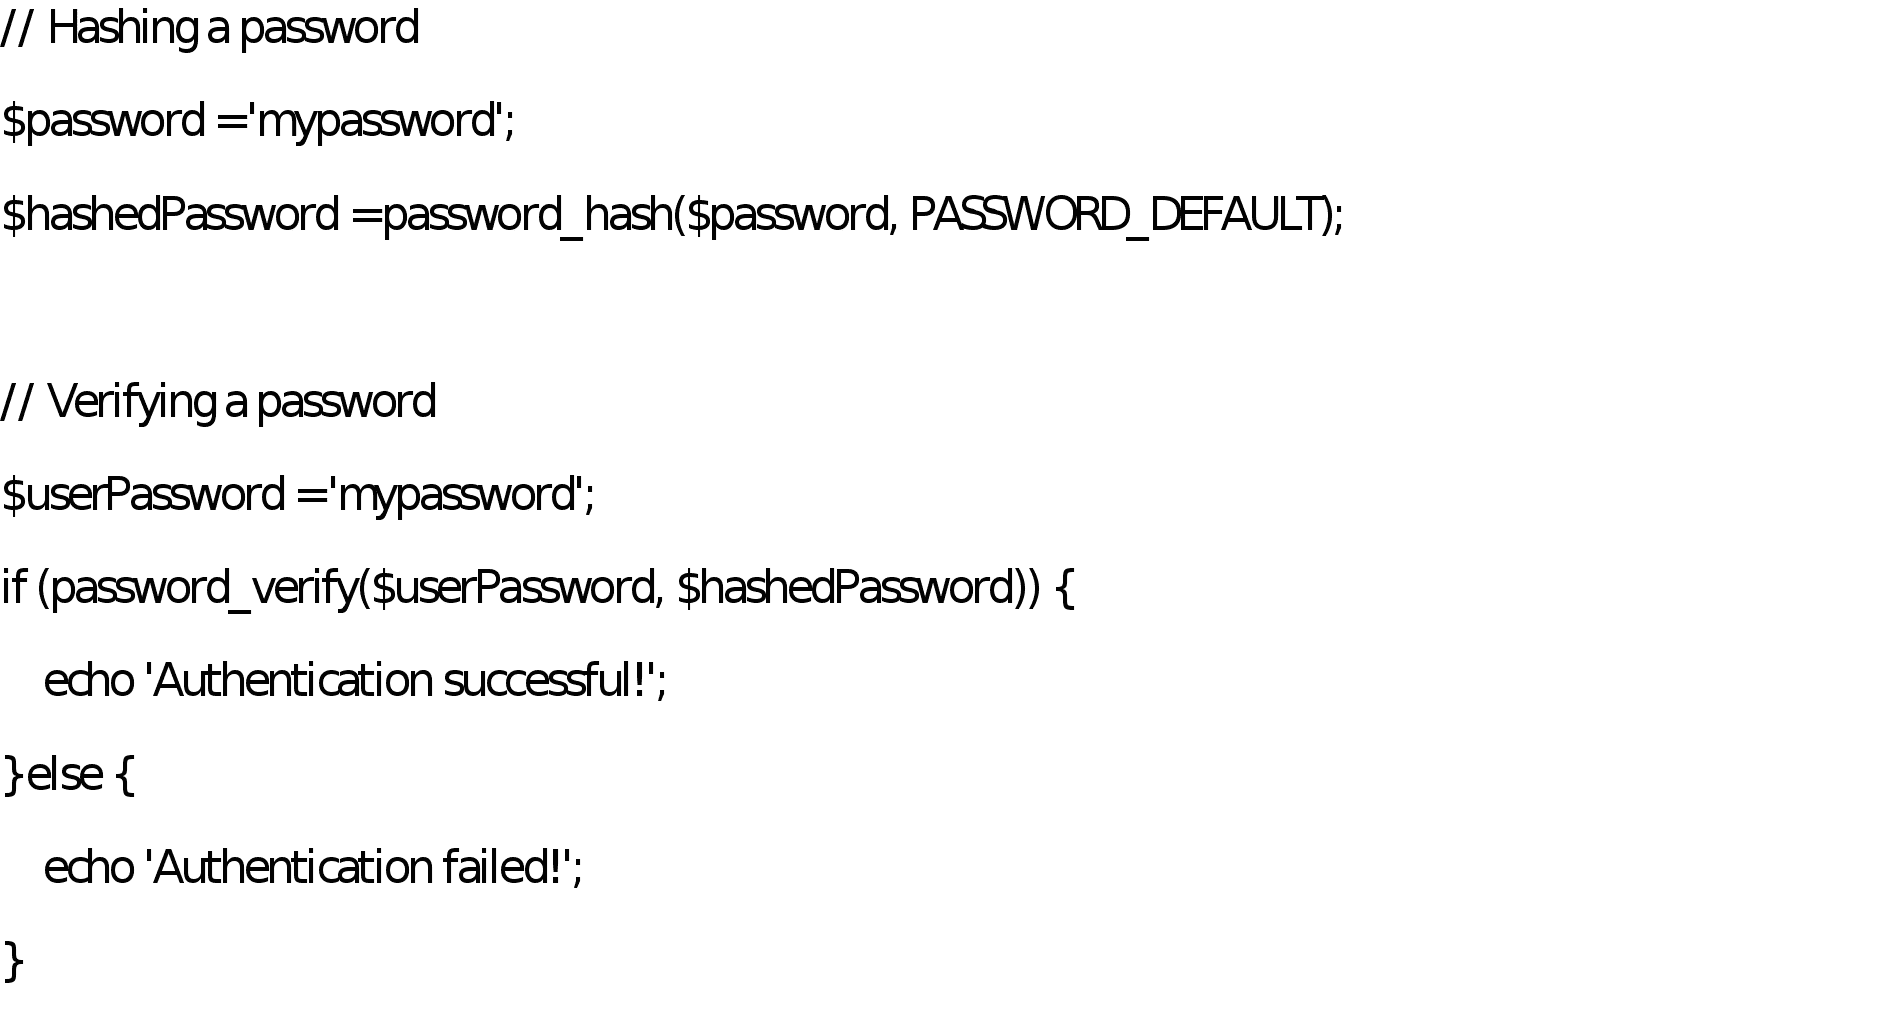 // Hashing a password
$password ='mypassword';
$hashedPassword =password_hash($password, PASSWORD_DEFAULT);
// Verifying a password
$userPassword ='mypassword';
if (password_verify($userPassword, $hashedPassword)) {
    echo 'Authentication successful!';
}else {
    echo 'Authentication failed!';
}